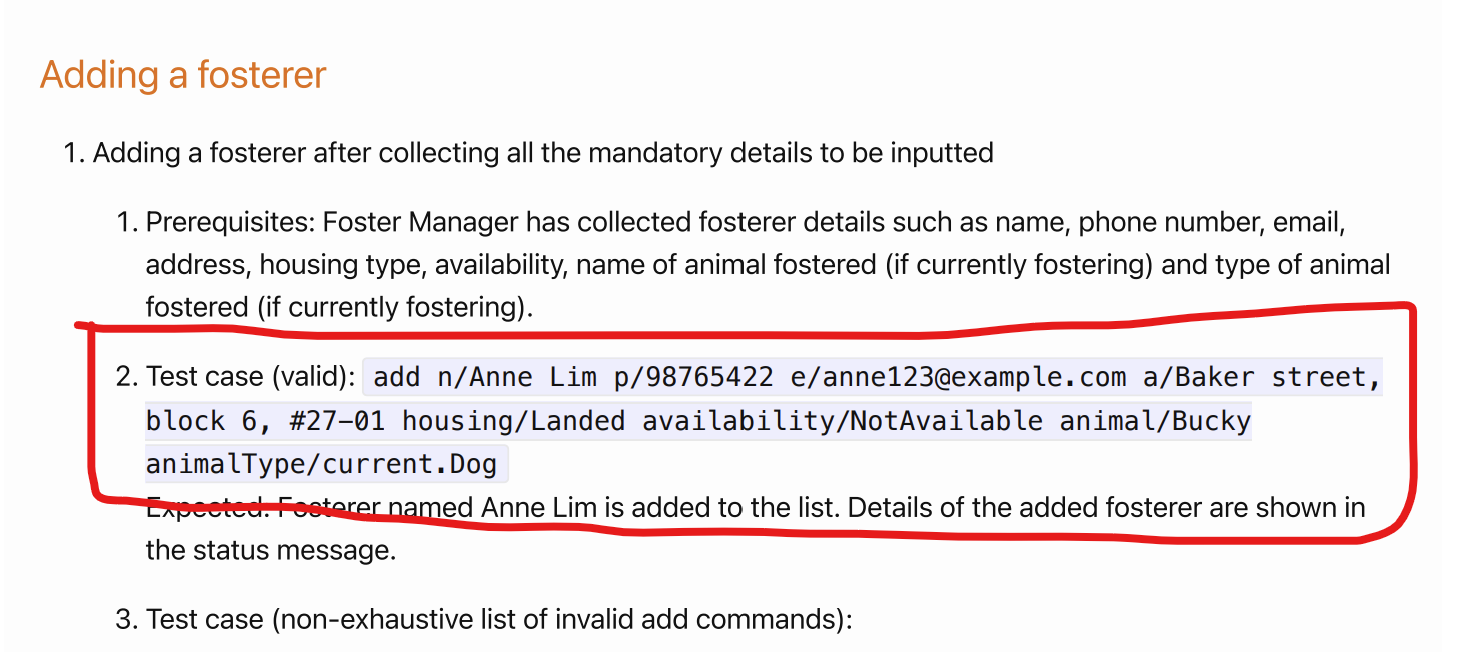 Adding a fosterer
1. Adding a fosterer after collecting all the mandatory details to be inputted
1. Prerequisites: Foster Manager has collected fosterer details such as name, phone number, email,
address, housing type, availability, name of animal fostered (if currently fostering) and type of animal
fostered (if currently fostering).
2. Test case (valid): add n/Anne Lim p/98765422 e/anne123@example.com a/Baker street,
block 6, #27-01 housing/Landed availability/NotAvailable animal/Bucky
animalType/current.Dog
Expected: Fosterer named Anne Lim is added to the list. Details of the added fosterer are shown in
the status message.
3. Test case (non-exhaustive list of invalid add commands):